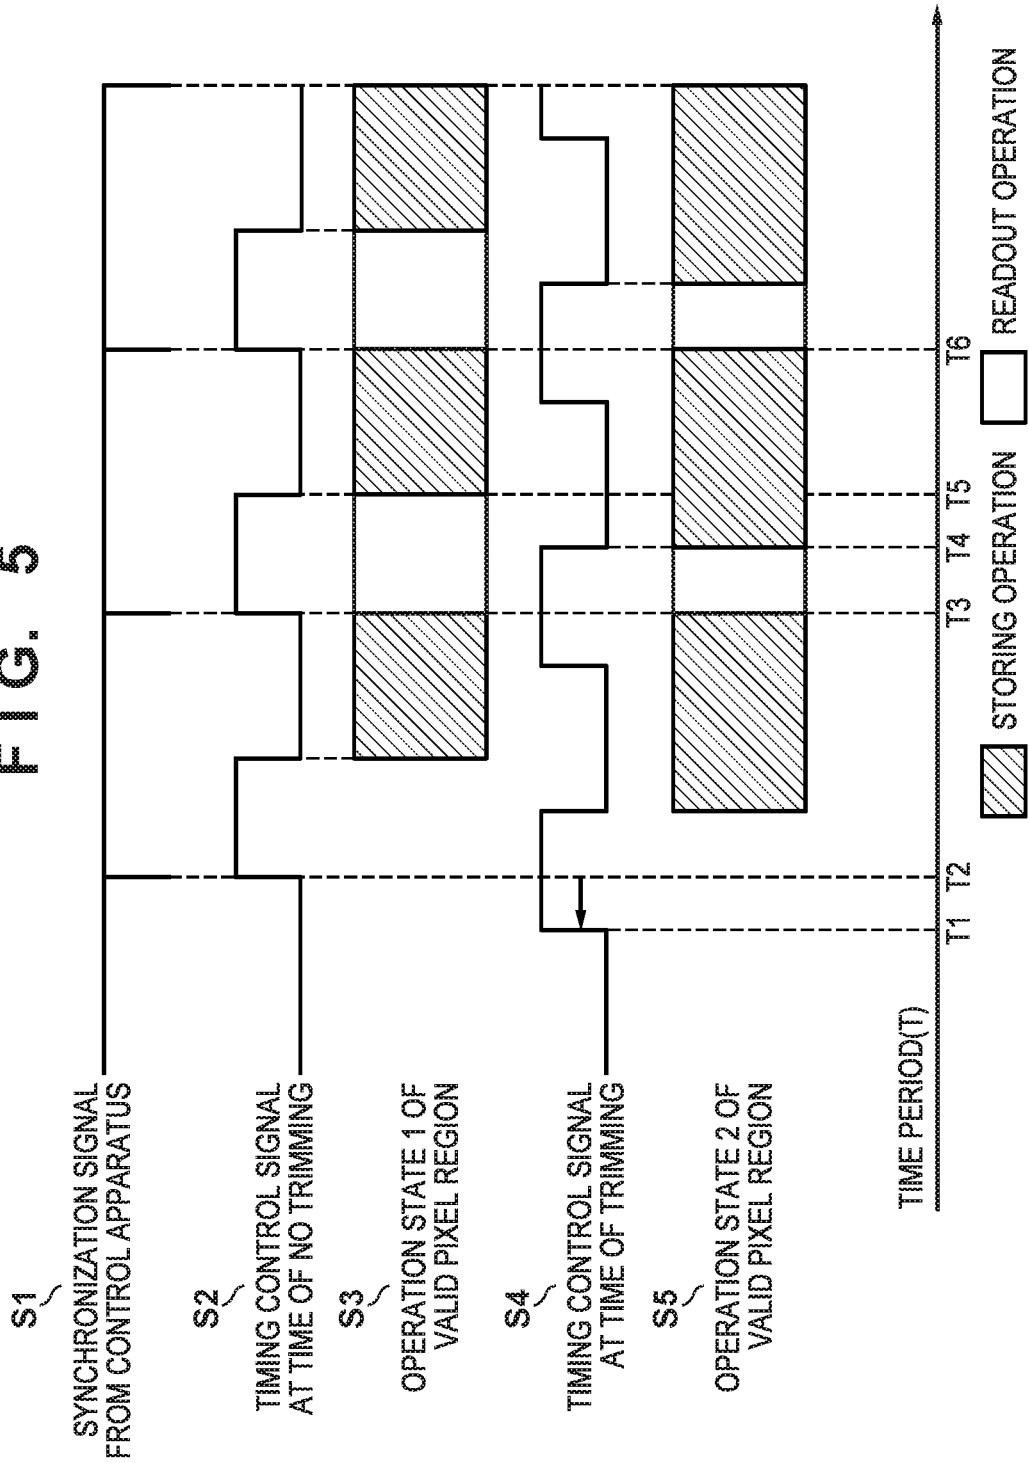 FIG. 5
S1
SYNCHRONIZATION SIGNAL
FROM CONTROL APPARATUS
S2
TIMING CONTROL SIGNAL
AT TIME OF NO TRIMMING
S3
OPERATION STATE 1 OF
VALID PIXEL REGION
S4
TIMING CONTROL SIGNAL
AT TIME OF TRIMMING
S5
OPERATION STATE 2 OF
VALID PIXEL REGION
TIME PERIOD(T)
T1 T2 T3 T4 T5 T6
STORING OPERATION
READOUT OPERATION